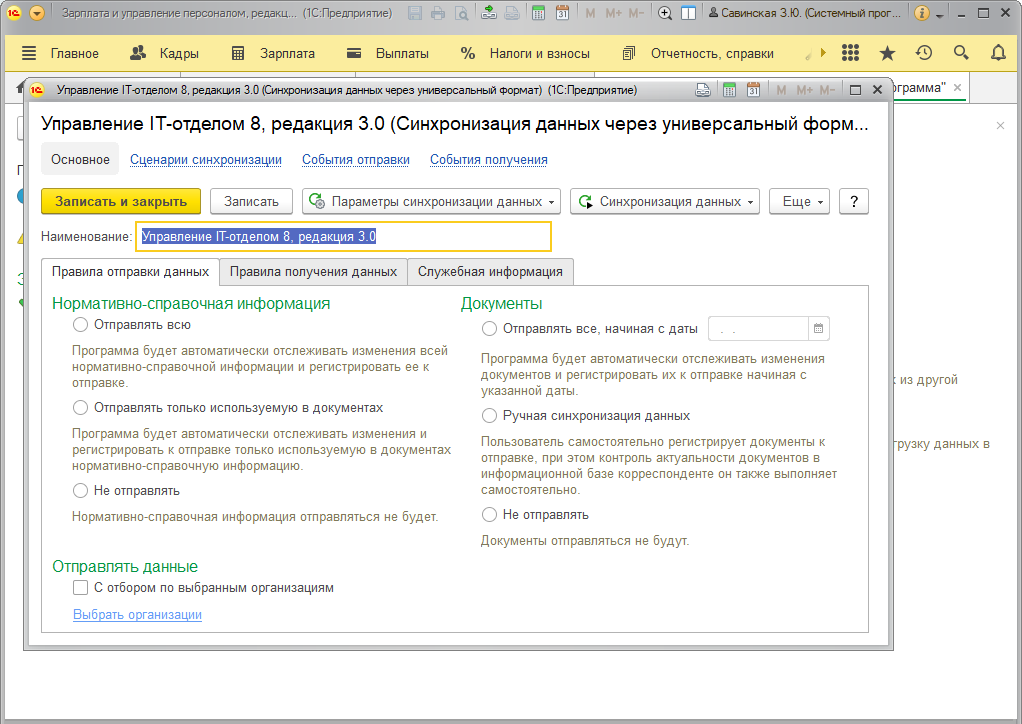 Зарплата и управление персоналом, редакц... (1С:Предприятие)
M M+ M-
Савинская З.Ю. (Системный прог...
Главное Кадры Зарплата Выплаты Налоги и взносы Отчетность, справки
Управление IT-отделом 8, редакция 3.0 (Синхронизация данных через универсальный формат) (1С:Предприятие)
M M+ M-
ограмма"
Управление IT-отделом 8, редакция 3.0 (Синхронизация данных через универсальный форм...
Основное Сценарии синхронизации События отправки События получения
Записать и закрыть Записать Параметры синхронизации данных Синхронизация данных Еще ?
Наименование: Управление IT-отделом 8, редакция 3.0
Правила отправки данных Правила получения данных Служебная информация
Нормативно-справочная информация
Отправлять всю
Программа будет автоматически отслеживать изменения всей
нормативно-справочной информации и регистрировать ее к
отправке.
Отправлять только используемую в документах
Программа будет автоматически отслеживать изменения и
регистрировать к отправке только используемую в документах
нормативно-справочную информацию.
Не отправлять
Нормативно-справочная информация отправляться не будет.
Документы
Отправлять все, начиная с даты . .
Программа будет автоматически отслеживать изменения
документов и регистрировать их к отправке начиная с
указанной даты.
Ручная синхронизация данных
Пользователь самостоятельно регистрирует документы к
отправке, при этом контроль актуальности документов в
информационной базе корреспонденте он также выполняет
самостоятельно.
Не отправлять
Документы отправляться не будут.
Отправлять данные
С отбором по выбранным организациям
Выбрать организации
из другой
грузку данных в